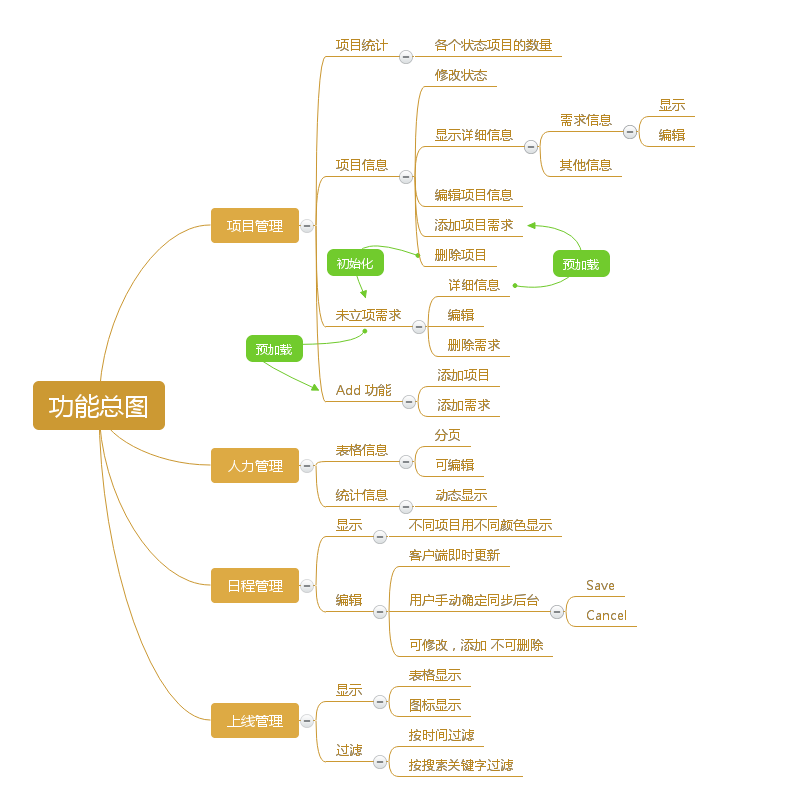 功能总图
项目管理
项目统计
各个状态项目的数量
项目信息
修改状态
显示详细信息
需求信息
显示
编辑
其他信息
编辑项目信息
添加项目需求
删除项目
初始化
预加载
未立项需求
详细信息
编辑
删除需求
预加载
Add 功能
添加项目
添加需求
人力管理
表格信息
分页
可编辑
统计信息
动态显示
日程管理
显示
不同项目用不同颜色显示
编辑
客户端即时更新
用户手动确定同步后台
Save
Cancel
可修改，添加 不可删除
上线管理
显示
表格显示
图标显示
过滤
按时间过滤
按搜索关键字过滤